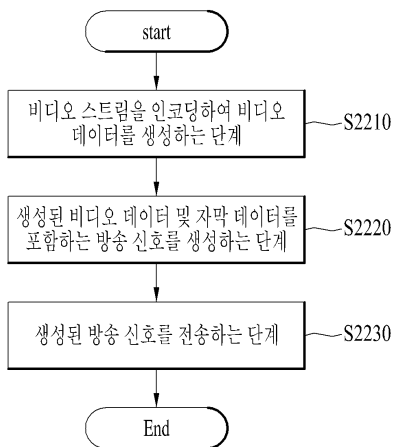 start
비디오 스트림을 인코딩하여 비디오
데이터를 생성하는 단계
S2210
생성된 비디오 데이터 및 자막 데이터를
포함하는 방송 신호를 생성하는 단계
S2220
생성된 방송 신호를 전송하는 단계
S2230
End